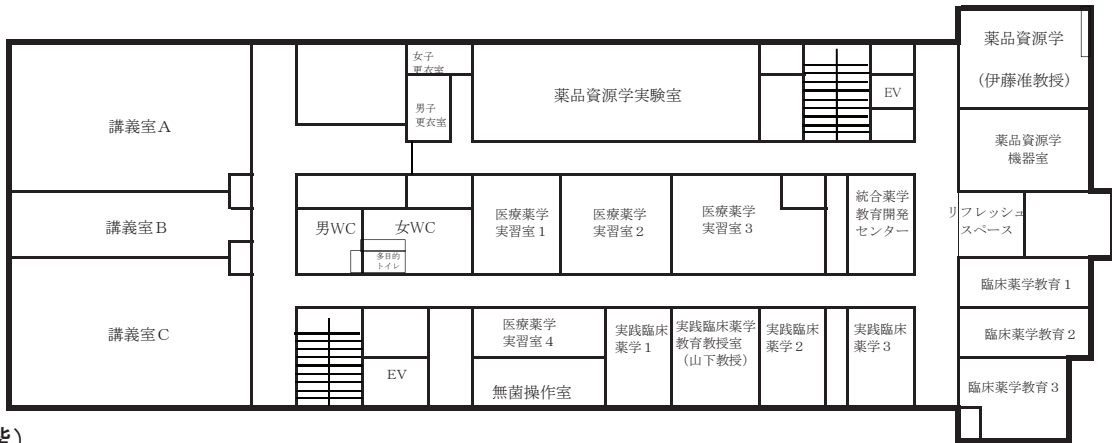 薬品資源学
(伊藤准教授)
女子
更衣室
薬品資源学実験室
EV
男子
更衣室
講義室A
薬品資源学
機器室
講義室B
男WC
女WC
多目的
トイレ
医療薬学
実習室1
医療薬学
実習室2
医療薬学
実習室3
統合薬学
教育開発
センター
リフレッシュ
スペース
臨床薬学教育1
講義室C
EV
医療薬学
実習室4
無菌操作室
実践臨床
薬学1
実践臨床薬学
教育教授室
(山下教授)
実践臨床
薬学2
実践臨床
薬学3
臨床薬学教育2
臨床薬学教育3